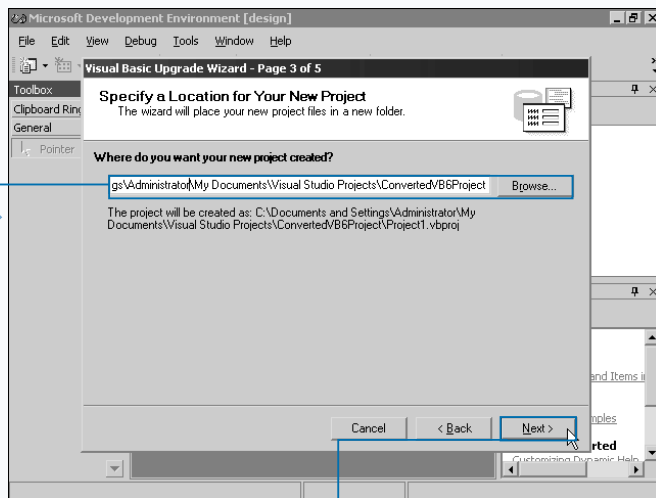 Microsoft Development Environment [design]
File Edit View Debug Tools Window Help
Toolbox
Clipboard Ring
General
Pointer
Visual Basic Upgrade Wizard - Page 3 of 5
Specify a Location for Your New Project
The wizard will place your new project files in a new folder.
Where do you want your new project created?
gs\Administrator\My Documents\Visual Studio Projects\ConvertedVB6Project Browse...
The project will be created as: C:\Documents and Settings\Administrator\My
Documents\Visual Studio Projects\ConvertedVB6Project\Project1.vbproj
and Items i
mples
rted
Customizing Dynamic Help
Cancel < Back Next >